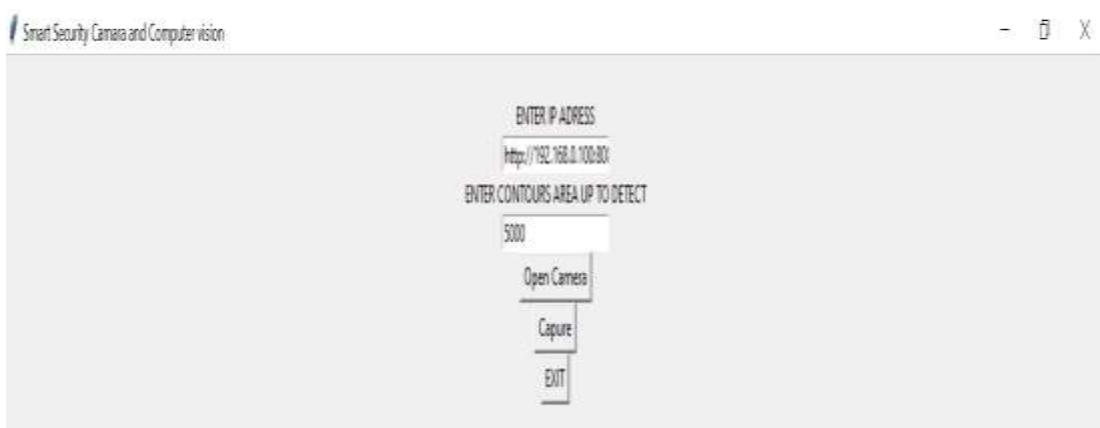 Smart Security Camara and Computer vision
ENTER IP ADRESS
http://192.168.0.100:80
ENTER CONTOURS AREA UP TO DETECT
5000
Open Camera
Capure
EXIT